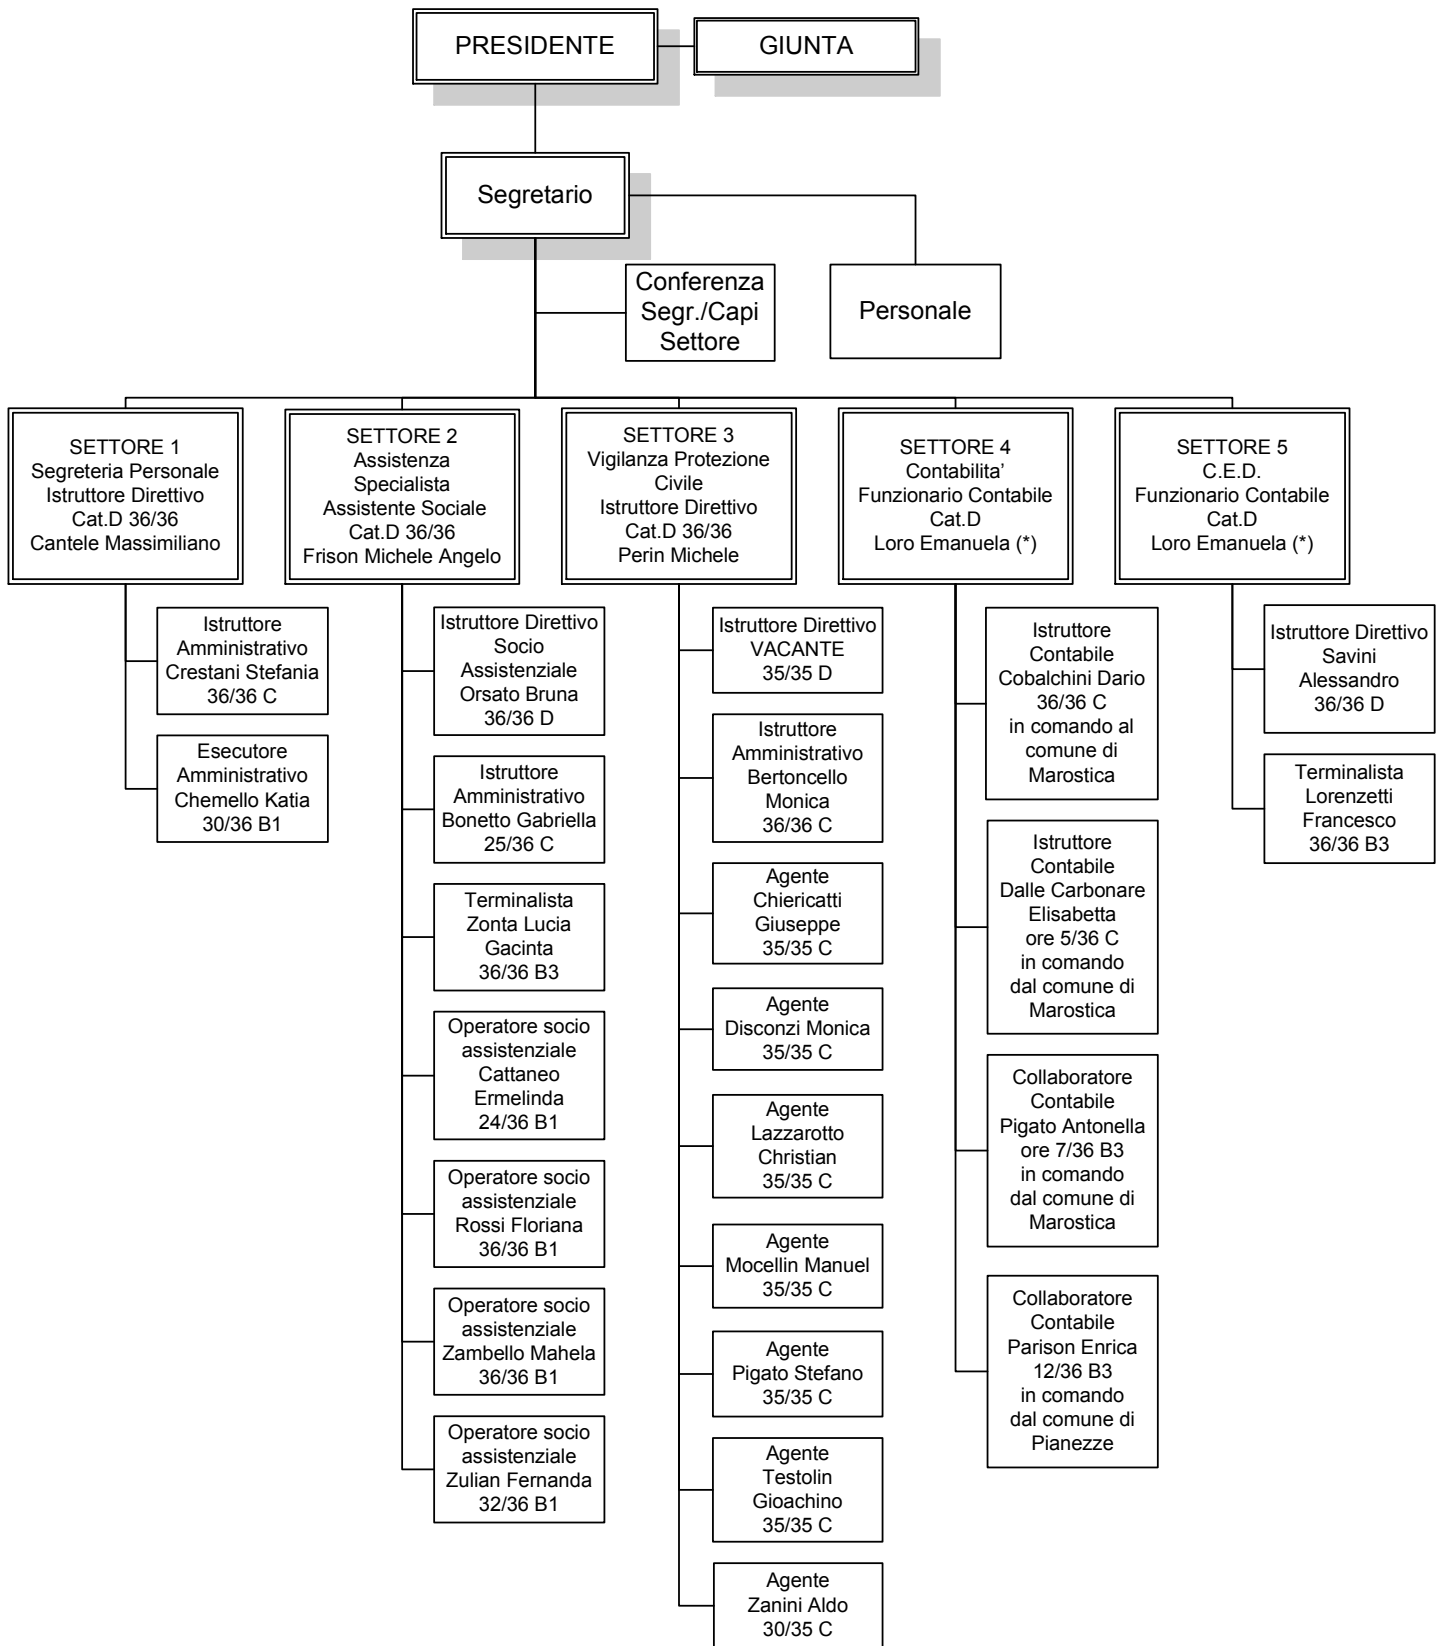 PRESIDENTE
GIUNTA
Segretario
Conferenza
Segr./Capi
Settore
Personale
SETTORE 1
Segreteria Personale
Istruttore Direttivo
Cat.D 36/36
Cantele Massimiliano
SETTORE 2
Assistenza
Specialista
Assistente Sociale
Cat.D 36/36
Frison Michele Angelo
SETTORE 3
Vigilanza Protezione
Civile
Istruttore Direttivo
Cat.D 36/36
Perin Michele
SETTORE 4
Contabilita'
Funzionario Contabile
Cat.D
Loro Emanuela (*)
SETTORE 5
C.E.D.
Funzionario Contabile
Cat.D
Loro Emanuela (*)
Istruttore
Amministrativo
Crestani Stefania
36/36 C
Esecutore
Amministrativo
Chemello Katia
30/36 B1
Istruttore Direttivo
Socio
Assistenziale
Orsato Bruna
36/36 D
Istruttore
Amministrativo
Bonetto Gabriella
25/36 C
Terminalista
Zonta Lucia
Gacinta
36/36 B3
Operatore socio
assistenziale
Cattaneo
Ermelinda
24/36 B1
Operatore socio
assistenziale
Rossi Floriana
36/36 B1
Operatore socio
assistenziale
Zambello Mahela
36/36 B1
Operatore socio
assistenziale
Zulian Fernanda
32/36 B1
Istruttore Direttivo
VACANTE
35/35 D
Istruttore
Amministrativo
Bertoncello
Monica
36/36 C
Agente
Chiericatti
Giuseppe
35/35 C
Agente
Disconzi Monica
35/35 C
Agente
Lazzarotto
Christian
35/35 C
Agente
Mocellin Manuel
35/35 C
Agente
Pigato Stefano
35/35 C
Agente
Testolin
Gioachino
35/35 C
Agente
Zanini Aldo
30/35 C
Istruttore
Contabile
Cobalchini Dario
36/36 C
in comando al
comune di
Marostica
Istruttore
Contabile
Dalle Carbonare
Elisabetta
ore 5/36 C
in comando
dal comune di
Marostica
Collaboratore
Contabile
Pigato Antonella
ore 7/36 B3
in comando
dal comune di
Marostica
Collaboratore
Contabile
Parison Enrica
12/36 B3
in comando
dal comune di
Pianezze
Istruttore Direttivo
Savini
Alessandro
36/36 D
Terminalista
Lorenzetti
Francesco
36/36 B3